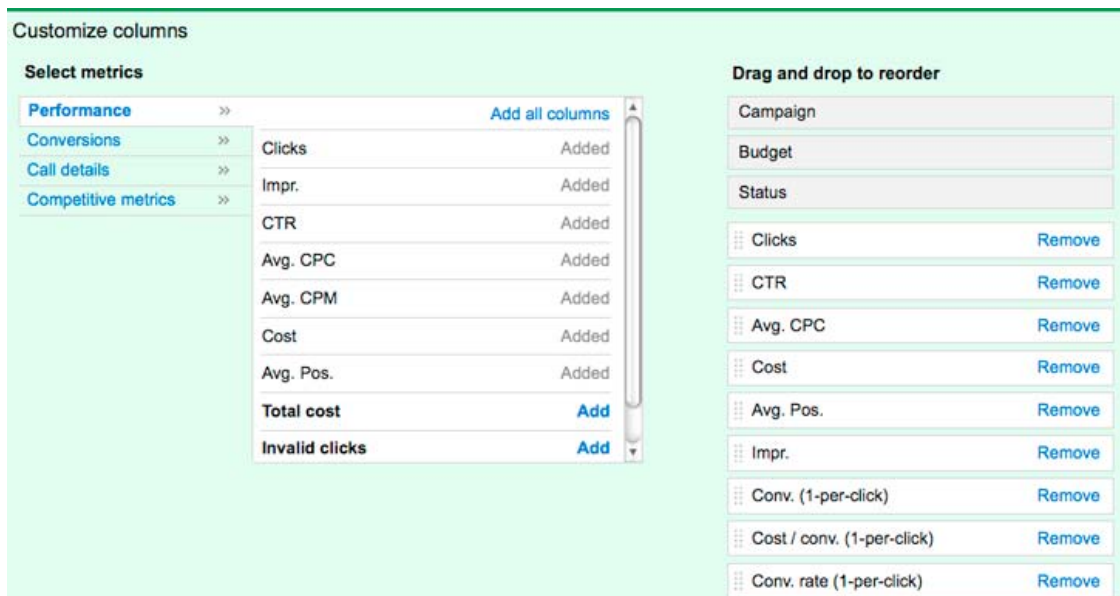 Customize columns
Select metrics
Performance »
Conversions »
Call details »
Competitive metrics »
Add all columns
Clicks Added
Impr. Added
CTR Added
Avg. CPC Added
Avg. CPM Added
Cost Added
Avg. Pos. Added
Total cost Add
Invalid clicks Add
Drag and drop to reorder
Campaign
Budget
Status
Clicks Remove
CTR Remove
Avg. CPC Remove
Cost Remove
Avg. Pos. Remove
Impr. Remove
Conv. (1-per-click) Remove
Cost / conv. (1-per-click) Remove
Conv. rate (1-per-click) Remove